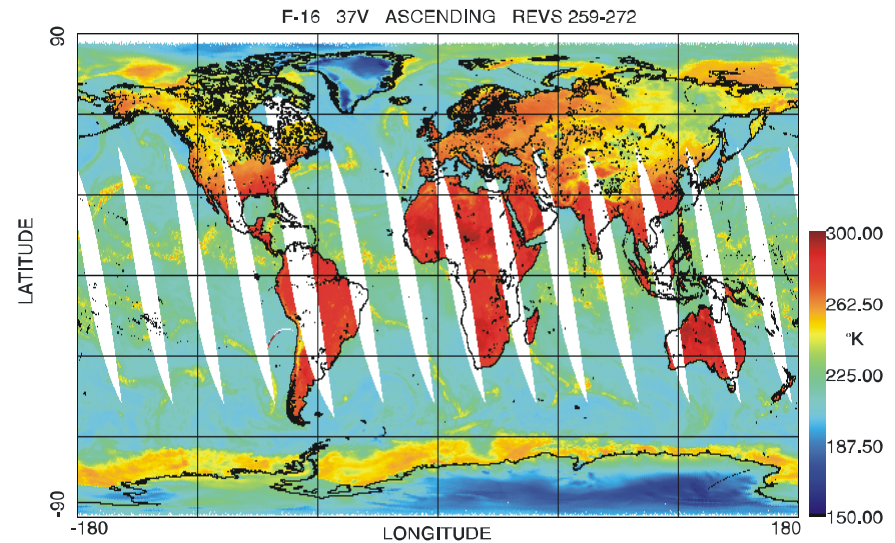 F-16 37V ASCENDING REVS 259-272
90
LATITUDE
-90
-180
LONGITUDE
180
300.00
262.50
°K
225.00
187.50
150.00